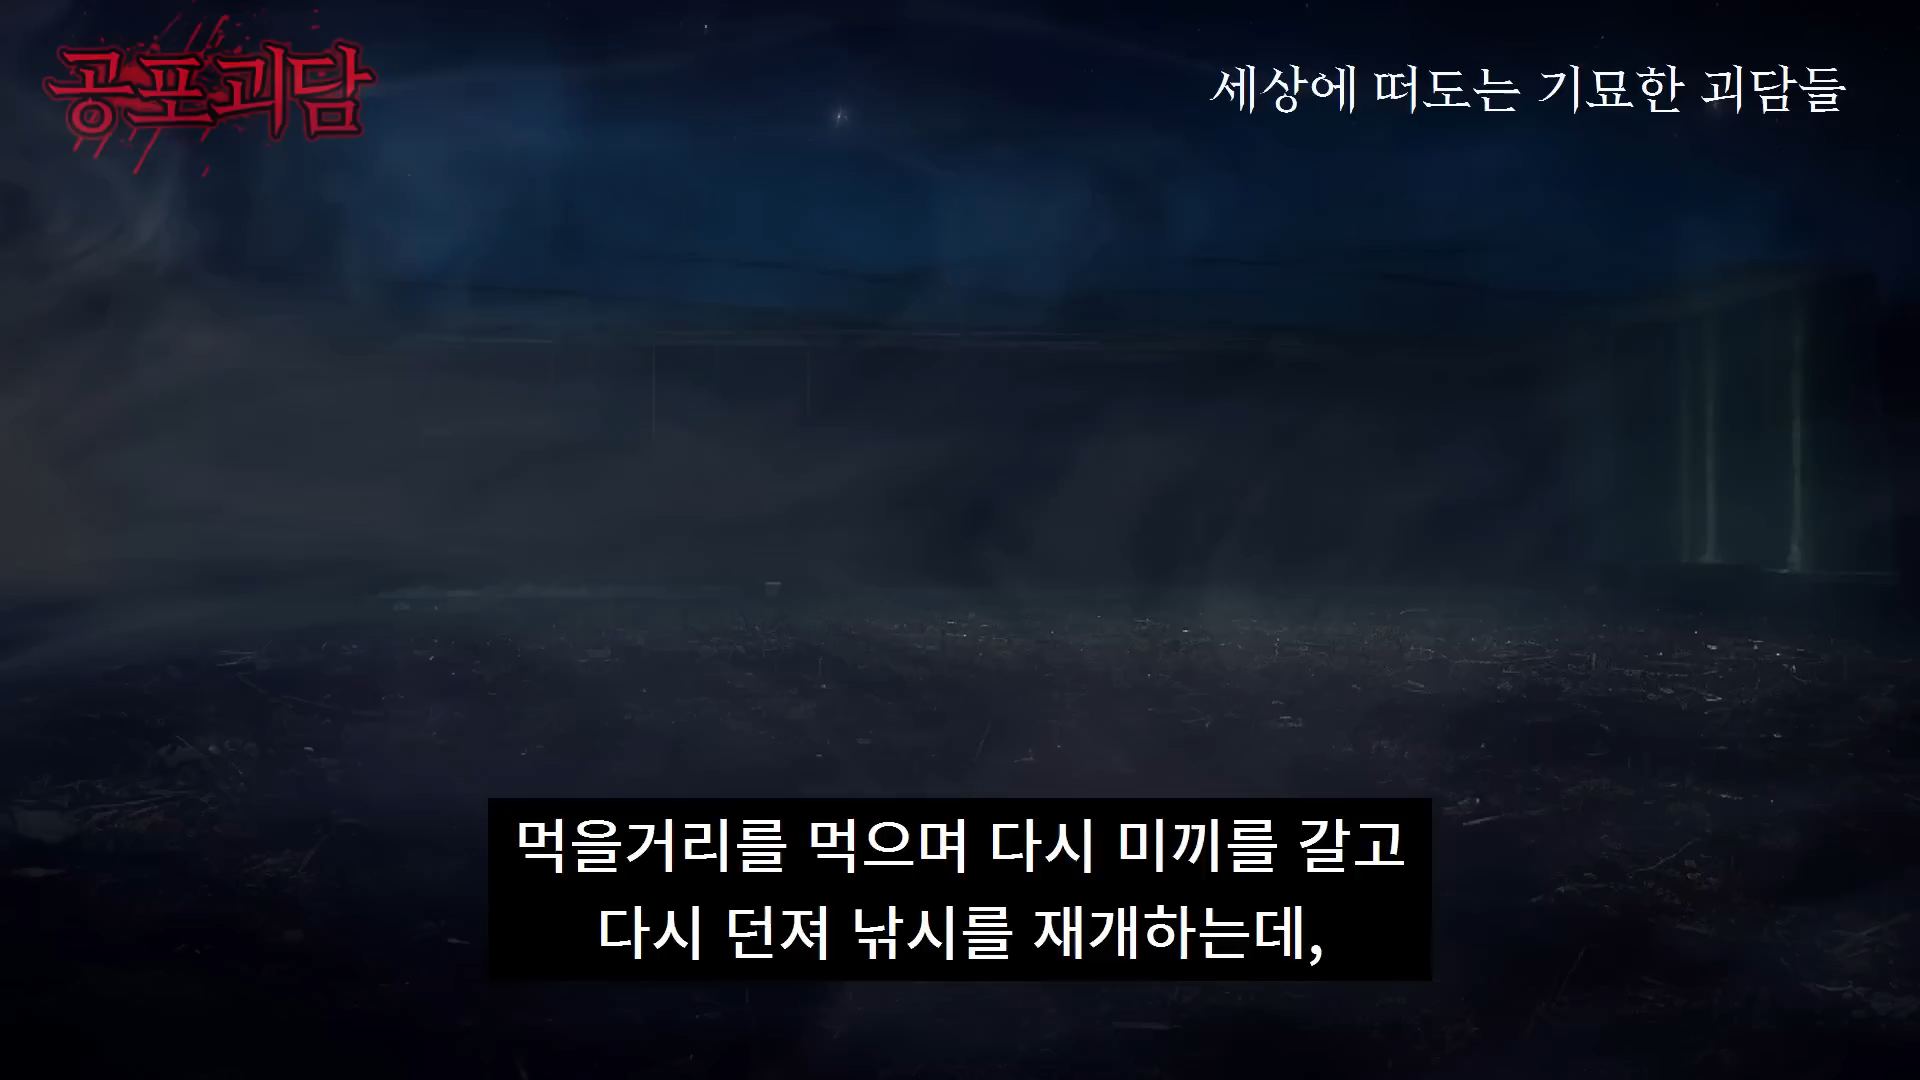 공포괴담
세상에 떠도는 기묘한 괴담들
먹을거리를 먹으며 다시 미끼를 갈고
다시 던져 낚시를 재개하는데,